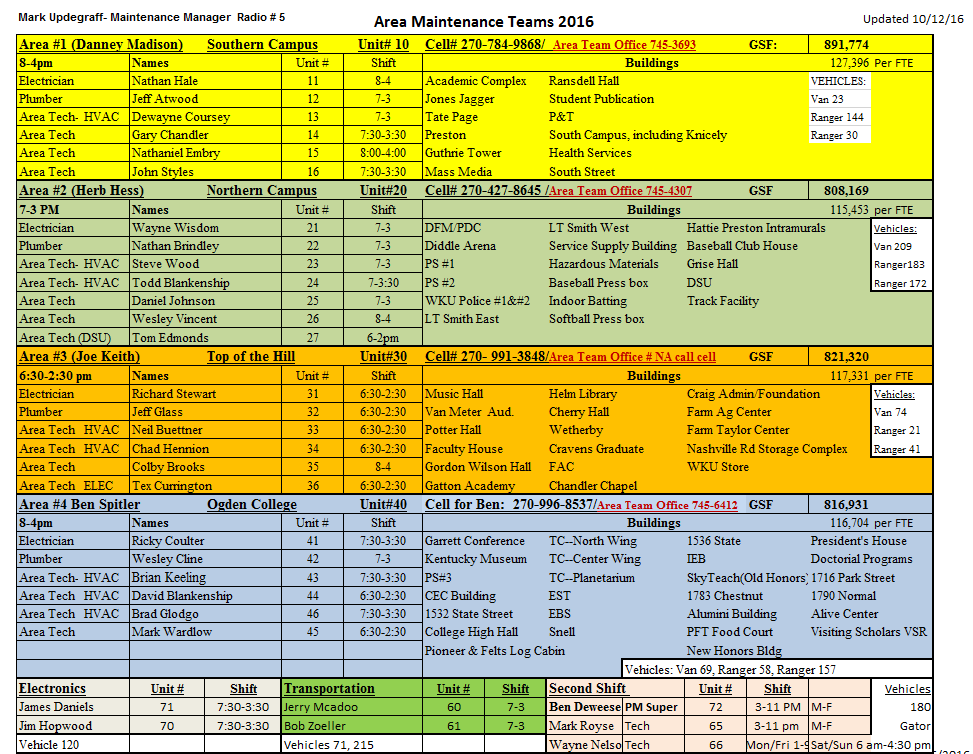 Mark Updegraff- Maintenance Manager Radio # 5 Area Maintenance Teams 2016 Updated 10/12/16
Area #1 (Danney Madison) Southern Campus Unit# 10 Cell# 270-784-9868/ Area Team Office 745-3693 GSF: 891,774
8-4pm Names Unit # Shift Buildings 127,396 Per FTE
Electrician Nathan Hale 11 8-4 Academic Complex Ransdell Hall VEHICLES:
Plumber Jeff Atwood 12 7-3 Jones Jagger Student Publication Van 23
Area Tech- HVAC Dewayne Coursey 13 7-3 Tate Page P&T Ranger 144
Area Tech Gary Chandler 14 7:30-3:30 Preston South Campus, including Knicely Ranger 30
Area Tech Nathaniel Embry 15 8:00-4:00 Guthrie Tower Health Services
Area Tech John Styles 16 7:30-3:30 Mass Media South Street
Area #2 (Herb Hess) Northern Campus Unit#20 Cell# 270-427-8645 /Area Team Office 745-4307 GSF 808,169
7-3 PM Names Unit # Shift Buildings 115,453 per FTE
Electrician Wayne Wisdom 21 7-3 DFM/PDC LT Smith West Hattie Preston Intramurals Vehicles:
Plumber Nathan Brindley 22 7-3 Diddle Arena Service Supply Building Baseball Club House Van 209
Area Tech- HVAC Steve Wood 23 7-3 PS #1 Hazardous Materials Grise Hall Ranger183
Area Tech- HVAC Todd Blankenship 24 7-3:30 PS #2 Baseball Press box DSU Ranger 172
Area Tech Daniel Johnson 25 7-3 WKU Police #1&#2 Indoor Batting Track Facility
Area Tech Wesley Vincent 26 8-4 LT Smith East Softball Press box
Area Tech (DSU) Tom Edmonds 27 6-2pm
Area #3 (Joe Keith) Top of the Hill Unit#30 Cell# 270- 991-3848/Area Team Office # NA call cell GSF 821,320
6:30-2:30 pm Names Unit # Shift Buildings 117,331 per FTE
Electrician Richard Stewart 31 6:30-2:30 Music Hall Helm Library Craig Admin/Foundation Vehicles:
Plumber Jeff Glass 32 6:30-2:30 Van Meter Aud. Cherry Hall Farm Ag Center Van 74
Area Tech HVAC Neil Buettner 33 6:30-2:30 Potter Hall Wetherby Farm Taylor Center Ranger 21
Area Tech HVAC Chad Hennion 34 6:30-2:30 Faculty House Cravens Graduate Nashville Rd Storage Complex Ranger 41
Area Tech Colby Brooks 35 8-4 Gordon Wilson Hall FAC WKU Store
Area Tech ELEC Tex Currington 36 6:30-2:30 Gatton Academy Chandler Chapel
Area #4 Ben Spitler Ogden College Unit#40 Cell for Ben: 270-996-8537/Area Team Office 745-6412 GSF 816,931
8-4pm Names Unit # Shift Buildings 116,704 per FTE
Electrician Ricky Coulter 41 7:30-3:30 Garrett Conference TC--North Wing 1536 State President's House
Plumber Wesley Cline 42 7-3 Kentucky Museum TC--Center Wing IEB Doctorial Programs
Area Tech- HVAC Brian Keeling 43 7:30-3:30 PS#3 TC--Planetarium SkyTeach(Old Honors) 1716 Park Street
Area Tech HVAC David Blankenship 44 6:30-2:30 CEC Building EST 1783 Chestnut 1790 Normal
Area Tech HVAC Brad Glodgo 46 7:30-3:30 1532 State Street EBS Alumini Building Alive Center
Area Tech Mark Wardlow 45 6:30-2:30 College High Hall Snell PFT Food Court Visiting Scholars VSR
Pioneer & Felts Log Cabin New Honors Bldg
Vehicles: Van 69, Ranger 58, Ranger 157
Electronics Unit # Shift Transportation Unit # Shift Second Shift Unit # Shift Vehicles
James Daniels 71 7:30-3:30 Jerry Mcadoo 60 7-3 Ben Deweese PM Super 72 3-11 PM M-F 180
Jim Hopwood 70 7:30-3:30 Bob Zoeller 61 7-3 Mark Royse Tech 65 3-11 pm M-F Gator
Vehicle 120 Vehicles 71, 215 Wayne Nelso Tech 66 Mon/Fri 1-9 Sat/Sun 6 am-4:30 pm